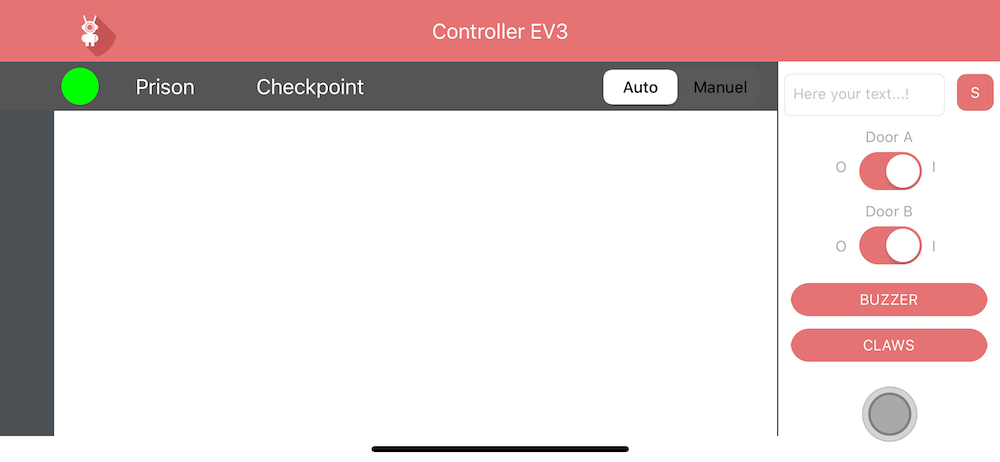 Controller EV3
Prison Checkpoint Auto Manuel
Here your text...! S
Door A
O I
Door B
O I
BUZZER
CLAWS